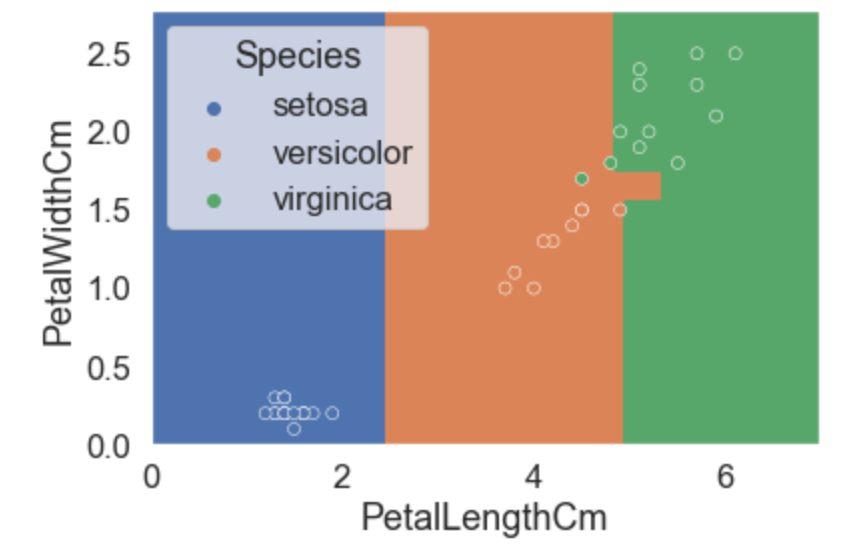 Species
setosa
versicolor
virginica
PetalWidthCm
2.5
2.0
1.5
1.0
0.5
0.0
0 2 4 6
PetalLengthCm